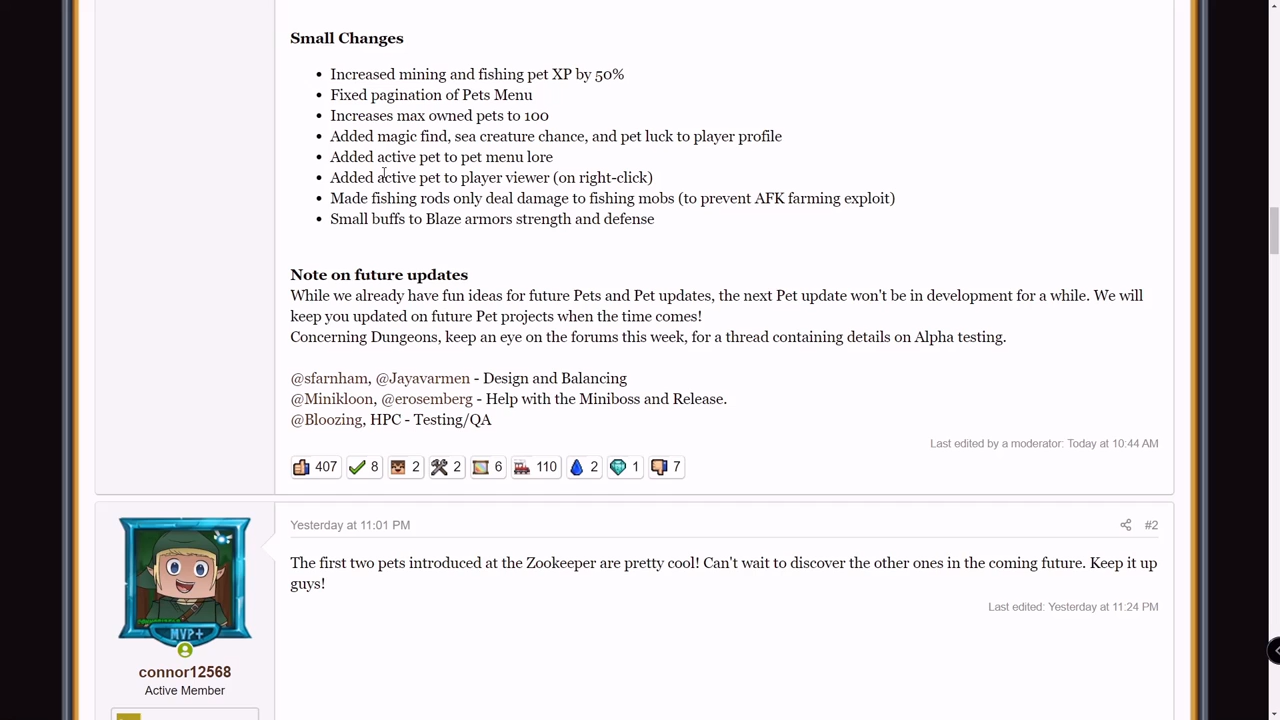 Small Changes
• Increased mining and fishing pet XP by 50%
• Fixed pagination of Pets Menu
• Increases max owned pets to 100
• Added magic find, sea creature chance, and pet luck to player profile
• Added active pet to pet menu lore
• Added active pet to player viewer (on right-click)
• Made fishing rods only deal damage to fishing mobs (to prevent AFK farming exploit)
• Small buffs to Blaze armors strength and defense
Note on future updates
While we already have fun ideas for future Pets and Pet updates, the next Pet update won't be in development for a while. We will
keep you updated on future Pet projects when the time comes!
Concerning Dungeons, keep an eye on the forums this week, for a thread containing details on Alpha testing.
@sfarnham, @Jayavarmen - Design and Balancing
@Minikloon, @erosemberg - Help with the Miniboss and Release.
@Bloozing, HPC - Testing/QA
Last edited by a moderator: Today at 10:44 AM
407 8 2 2 6 110 2 1 7
Yesterday at 11:01 PM #2
The first two pets introduced at the Zookeeper are pretty cool! Can't wait to discover the other ones in the coming future. Keep it up
guys!
Last edited: Yesterday at 11:24 PM
MVP+
connor12568
Active Member